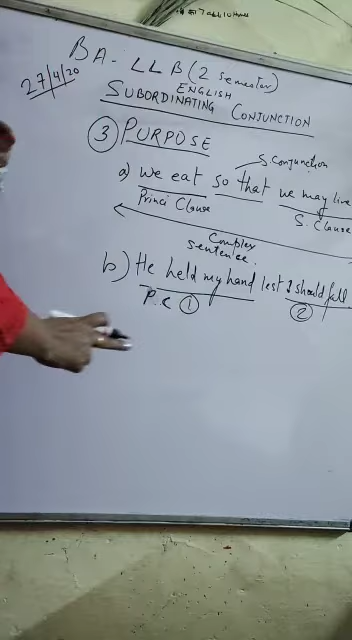 BA - LLB (2 semester)
27/4/20
ENGLISH
SUBORDINATING CONJUNCTION
③ PURPOSE
S. Conjunction
a) we eat so that we may live
Princi Clause
S. Clause
Complex
sentence.
b) He held my hand lest I should fall.
P.C ①
②